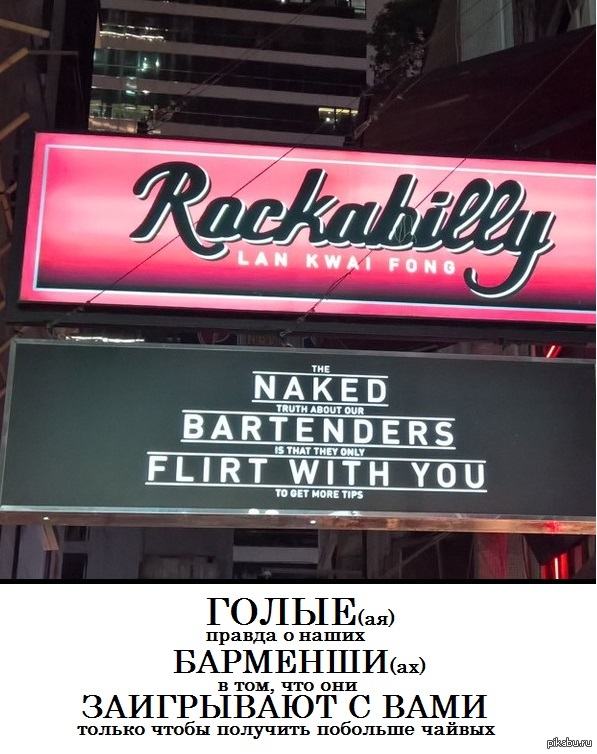 Rockabilly
LAN KWAI FONG
THE
NAKED
TRUTH ABOUT OUR
BARTENDERS
IS THAT THEY ONLY
FLIRT WITH YOU
TO GET MORE TIPS
ГОЛЫЕ(ая)
правда о наших
БАРМЕНШИ(ах)
в том, что они
ЗАИГРЫВАЮТ С ВАМИ
только чтобы получить побольше чайвых
pikabu.ru